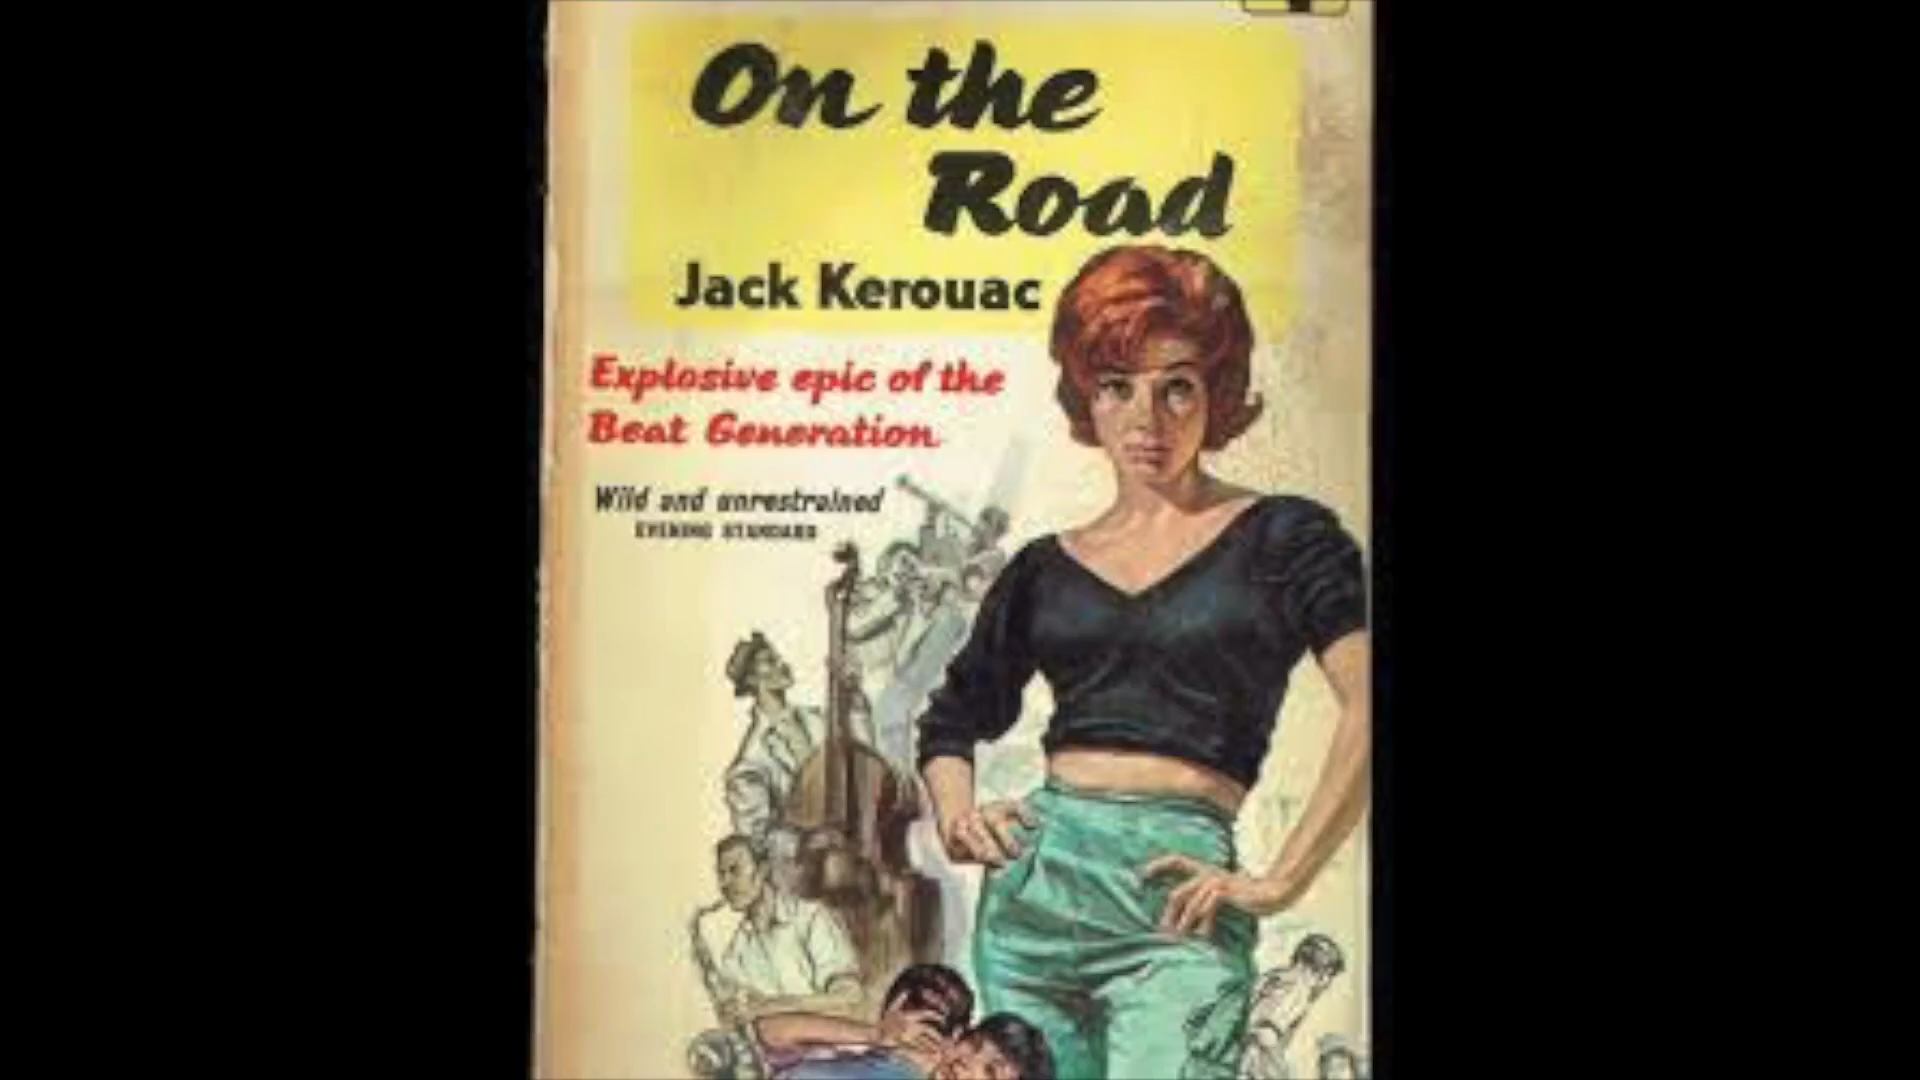 On the
Road
Jack Kerouac
Explosive epic of the
Beat Generation
Wild and unrestrained
EVENING STANDARD